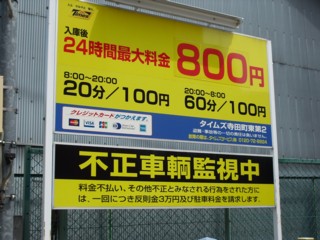 入庫後
24時間最大料金 800円
8:00~20:00
20分/100円
20:00~8:00
60分/100円
クレジットカードがつかえます。
VISA
JCB
タイムズ寺田町東第2
不正車輌監視中
料金不払い、その他不正とみなされる行為をされた方に
は、一回につき反則金3万円及び駐車料金を請求します。